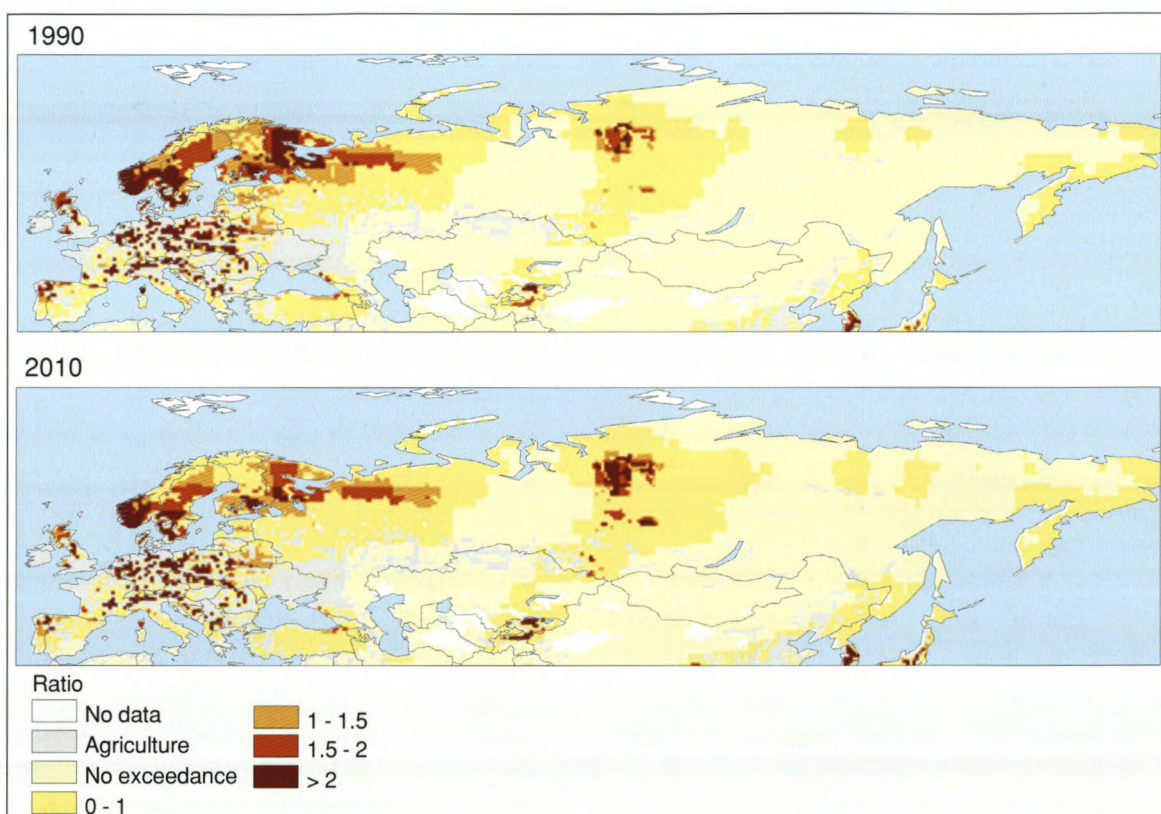 1990
2010
Ratio
No data
Agriculture
No exceedance
0 - 1
1 - 1.5
1.5 - 2
> 2